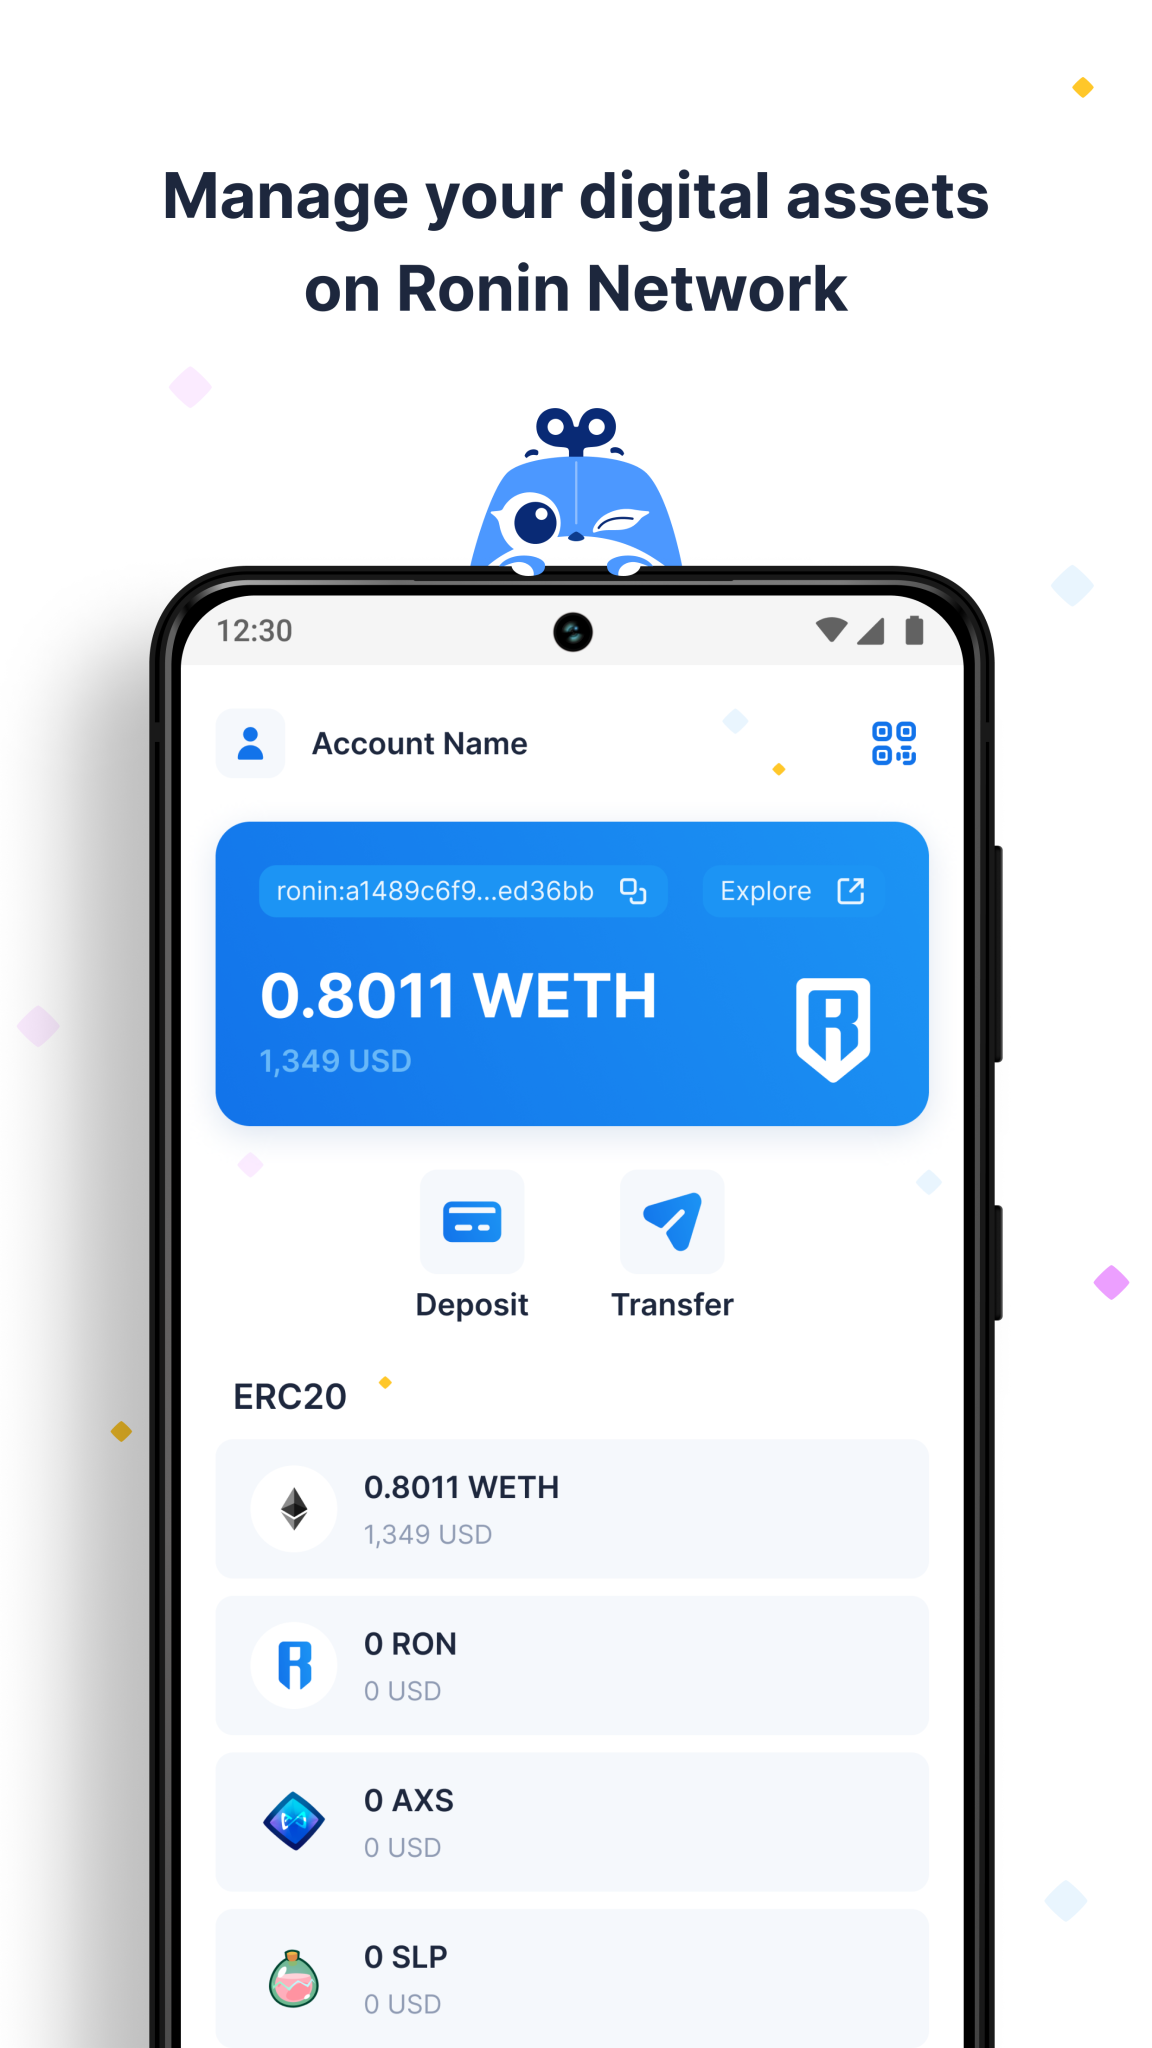 Manage your digital assets
on Ronin Network
12:30
Account Name
ronin:a1489c6f9...ed36bb
Explore
0.8011 WETH
1,349 USD
Deposit
Transfer
ERC20
0.8011 WETH
1,349 USD
0 RON
0 USD
0 AXS
0 USD
0 SLP
0 USD